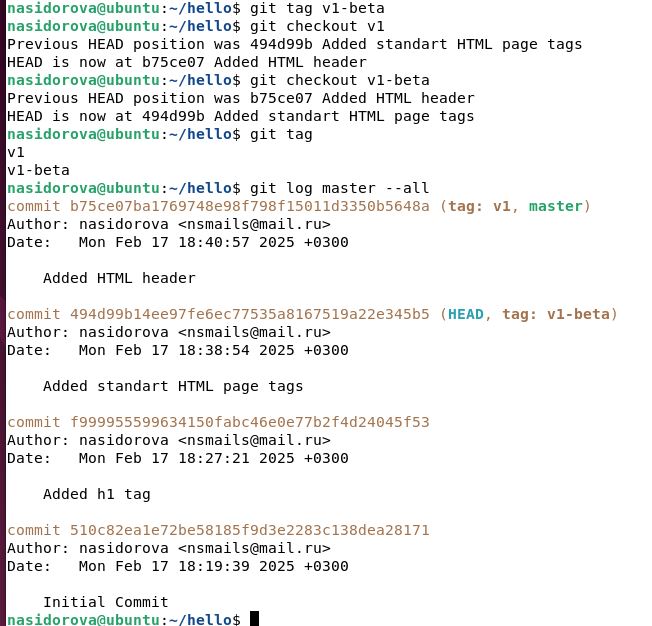 nasidorova@ubuntu:~/hello$ git tag v1-beta
nasidorova@ubuntu:~/hello$ git checkout v1
Previous HEAD position was 494d99b Added standart HTML page tags
HEAD is now at b75ce07 Added HTML header
nasidorova@ubuntu:~/hello$ git checkout v1-beta
Previous HEAD position was b75ce07 Added HTML header
HEAD is now at 494d99b Added standart HTML page tags
nasidorova@ubuntu:~/hello$ git tag
v1
v1-beta
nasidorova@ubuntu:~/hello$ git log master --all
commit b75ce07ba1769748e98f798f15011d3350b5648a (tag: v1, master)
Author: nasidorova <nsmails@mail.ru>
Date:   Mon Feb 17 18:40:57 2025 +0300

    Added HTML header

commit 494d99b14ee97fe6ec77535a8167519a22e345b5 (HEAD, tag: v1-beta)
Author: nasidorova <nsmails@mail.ru>
Date:   Mon Feb 17 18:38:54 2025 +0300

    Added standart HTML page tags

commit f999955599634150fabc46e0e77b2f4d24045f53
Author: nasidorova <nsmails@mail.ru>
Date:   Mon Feb 17 18:27:21 2025 +0300

    Added h1 tag

commit 510c82ea1e72be58185f9d3e2283c138dea28171
Author: nasidorova <nsmails@mail.ru>
Date:   Mon Feb 17 18:19:39 2025 +0300

    Initial Commit
nasidorova@ubuntu:~/hello$